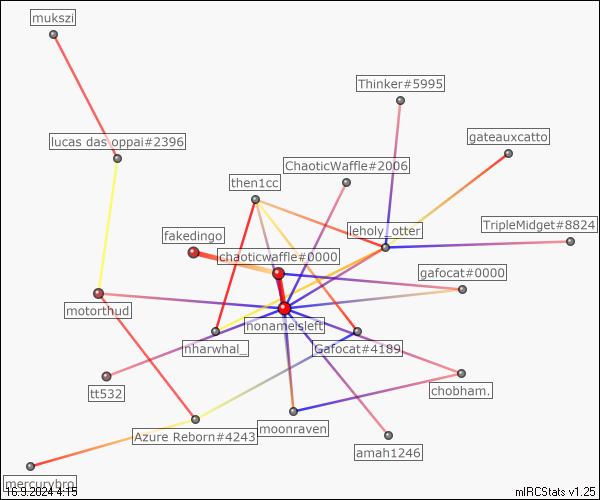 mukszi
Thinker#5995
lucas das oppai#2396
gateauxcatto
ChaoticWaffle#2006
then1cc
TripleMidget#8824
leholy_otter
fakedingo
chaoticwaffle#0000
gafocat#0000
motorthud
nonameisleft
nharwhal_
Gafocat#4189
tt532
chobham.
moonraven
Azure Reborn#4243
amah1246
mercurybro
16.9.2024 4:15
mIRCStats v1.25